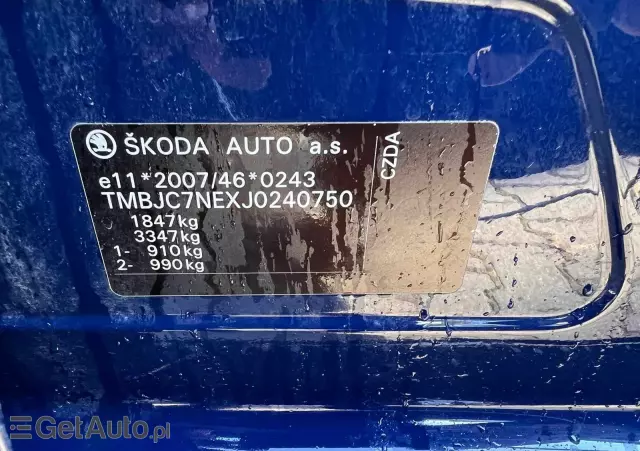 ŠKODA AUTO a.s.
CZDA
e11*2007/46*0243
TMBJC7NEXJ0240750
1847kg
3347kg
1- 910kg
2- 990kg
GetAuto.pl